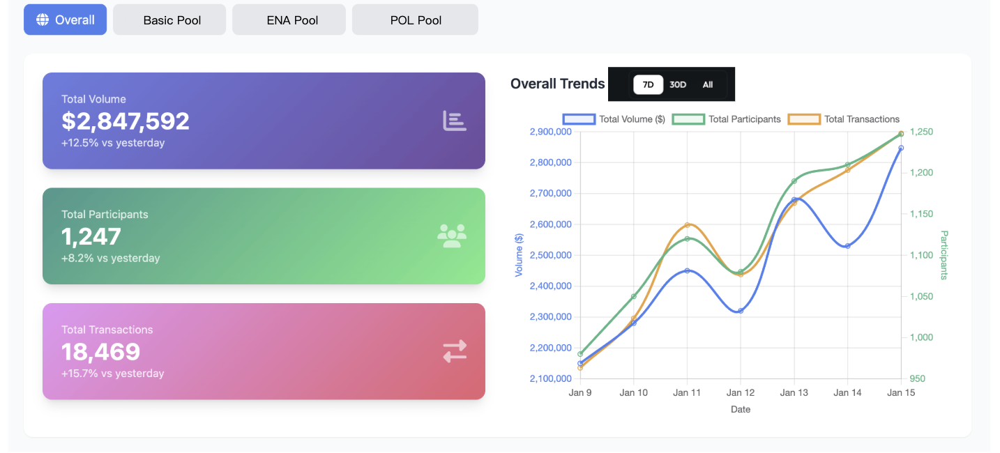 Overall
Basic Pool
ENA Pool
POL Pool
Total Volume
$2,847,592
+12.5% vs yesterday
Total Participants
1,247
+8.2% vs yesterday
Total Transactions
18,469
+15.7% vs yesterday
Overall Trends
7D 30D All
Total Volume ($) Total Participants Total Transactions
2,900,000
2,800,000
2,700,000
2,600,000
2,500,000
2,400,000
2,300,000
2,200,000
2,100,000
Volume ($)
1,250
1,200
1,150
1,100
1,050
1,000
950
Participants
Jan 9 Jan 10 Jan 11 Jan 12 Jan 13 Jan 14 Jan 15
Date